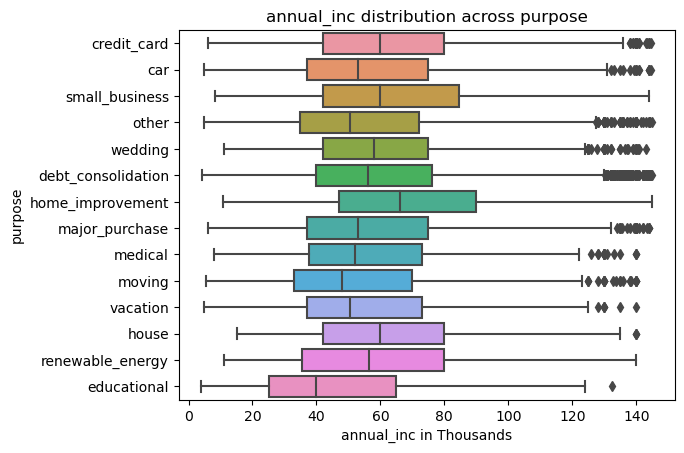 annual_inc distribution across purpose
purpose
credit_card
car
small_business
other
wedding
debt_consolidation
home_improvement
major_purchase
medical
moving
vacation
house
renewable_energy
educational
0 20 40 60 80 100 120 140
annual_inc in Thousands